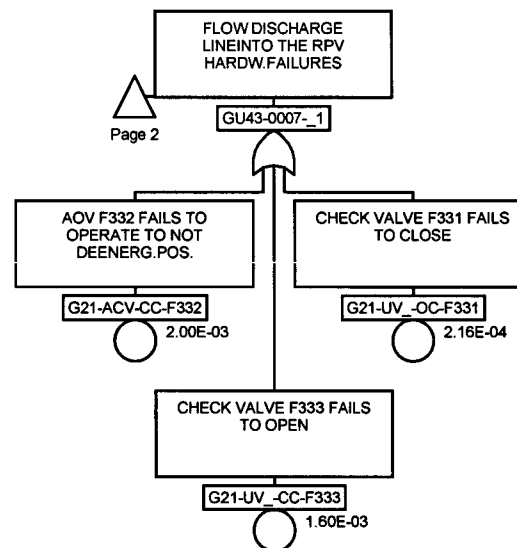 FLOW DISCHARGE
LINEINTO THE RPV
HARDW.FAILURES
Page 2
GU43-0007-_1
AOV F332 FAILS TO
OPERATE TO NOT
DEENERG.POS.
G21-ACV-CC-F332
2.00E-03
CHECK VALVE F331 FAILS
TO CLOSE
G21-UV_-OC-F331
2.16E-04
CHECK VALVE F333 FAILS
TO OPEN
G21-UV_-CC-F333
1.60E-03